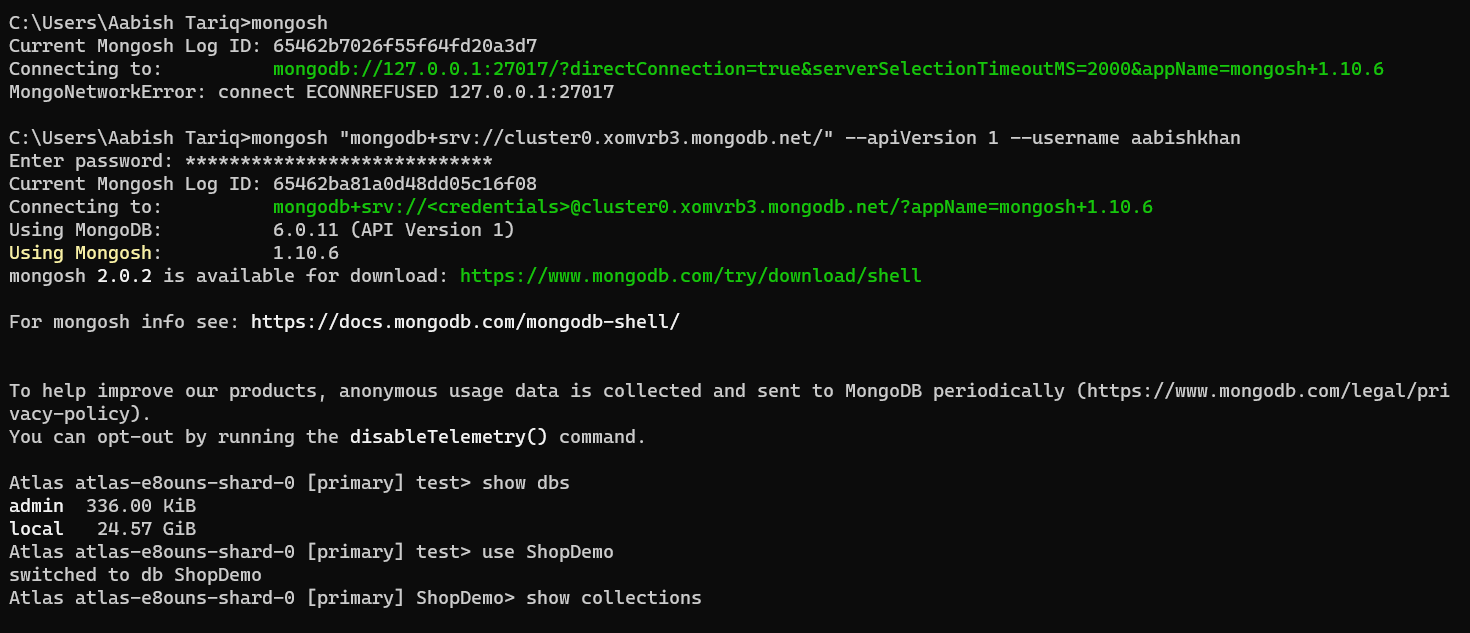 C:\Users\Aabish Tariq>mongosh
Current Mongosh Log ID: 65462b7026f55f64fd20a3d7
Connecting to:          mongodb://127.0.0.1:27017/?directConnection=true&serverSelectionTimeoutMS=2000&appName=mongosh+1.10.6
MongoNetworkError: connect ECONNREFUSED 127.0.0.1:27017
C:\Users\Aabish Tariq>mongosh "mongodb+srv://cluster0.xomvrb3.mongodb.net/" --apiVersion 1 --username aabishkhan
Enter password: ****************************
Current Mongosh Log ID: 65462ba81a0d48dd05c16f08
Connecting to:          mongodb+srv://<credentials>@cluster0.xomvrb3.mongodb.net/?appName=mongosh+1.10.6
Using MongoDB:          6.0.11 (API Version 1)
Using Mongosh:          1.10.6
mongosh 2.0.2 is available for download: https://www.mongodb.com/try/download/shell
For mongosh info see: https://docs.mongodb.com/mongodb-shell/
To help improve our products, anonymous usage data is collected and sent to MongoDB periodically (https://www.mongodb.com/legal/pri
vacy-policy).
You can opt-out by running the disableTelemetry() command.
Atlas atlas-e8ouns-shard-0 [primary] test> show dbs
admin  336.00 KiB
local   24.57 GiB
Atlas atlas-e8ouns-shard-0 [primary] test> use ShopDemo
switched to db ShopDemo
Atlas atlas-e8ouns-shard-0 [primary] ShopDemo> show collections